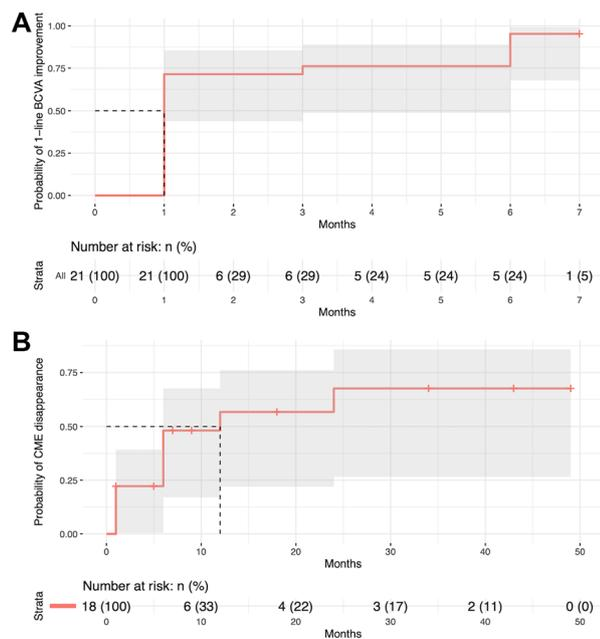 A
Probability of 1−line BCVA improvement
1.00
0.75
0.50
0.25
0.00
0 1 2 3 4 5 6 7
Months
Number at risk: n (%)
Strata
All 21 (100) 21 (100) 6 (29) 6 (29) 5 (24) 5 (24) 5 (24) 1 (5)
0 1 2 3 4 5 6 7
Months
B
Probability of CME disappearance
0.75
0.50
0.25
0.00
0 10 20 30 40 50
Months
Number at risk: n (%)
Strata
18 (100) 6 (33) 4 (22) 3 (17) 2 (11) 0 (0)
0 10 20 30 40 50
Months